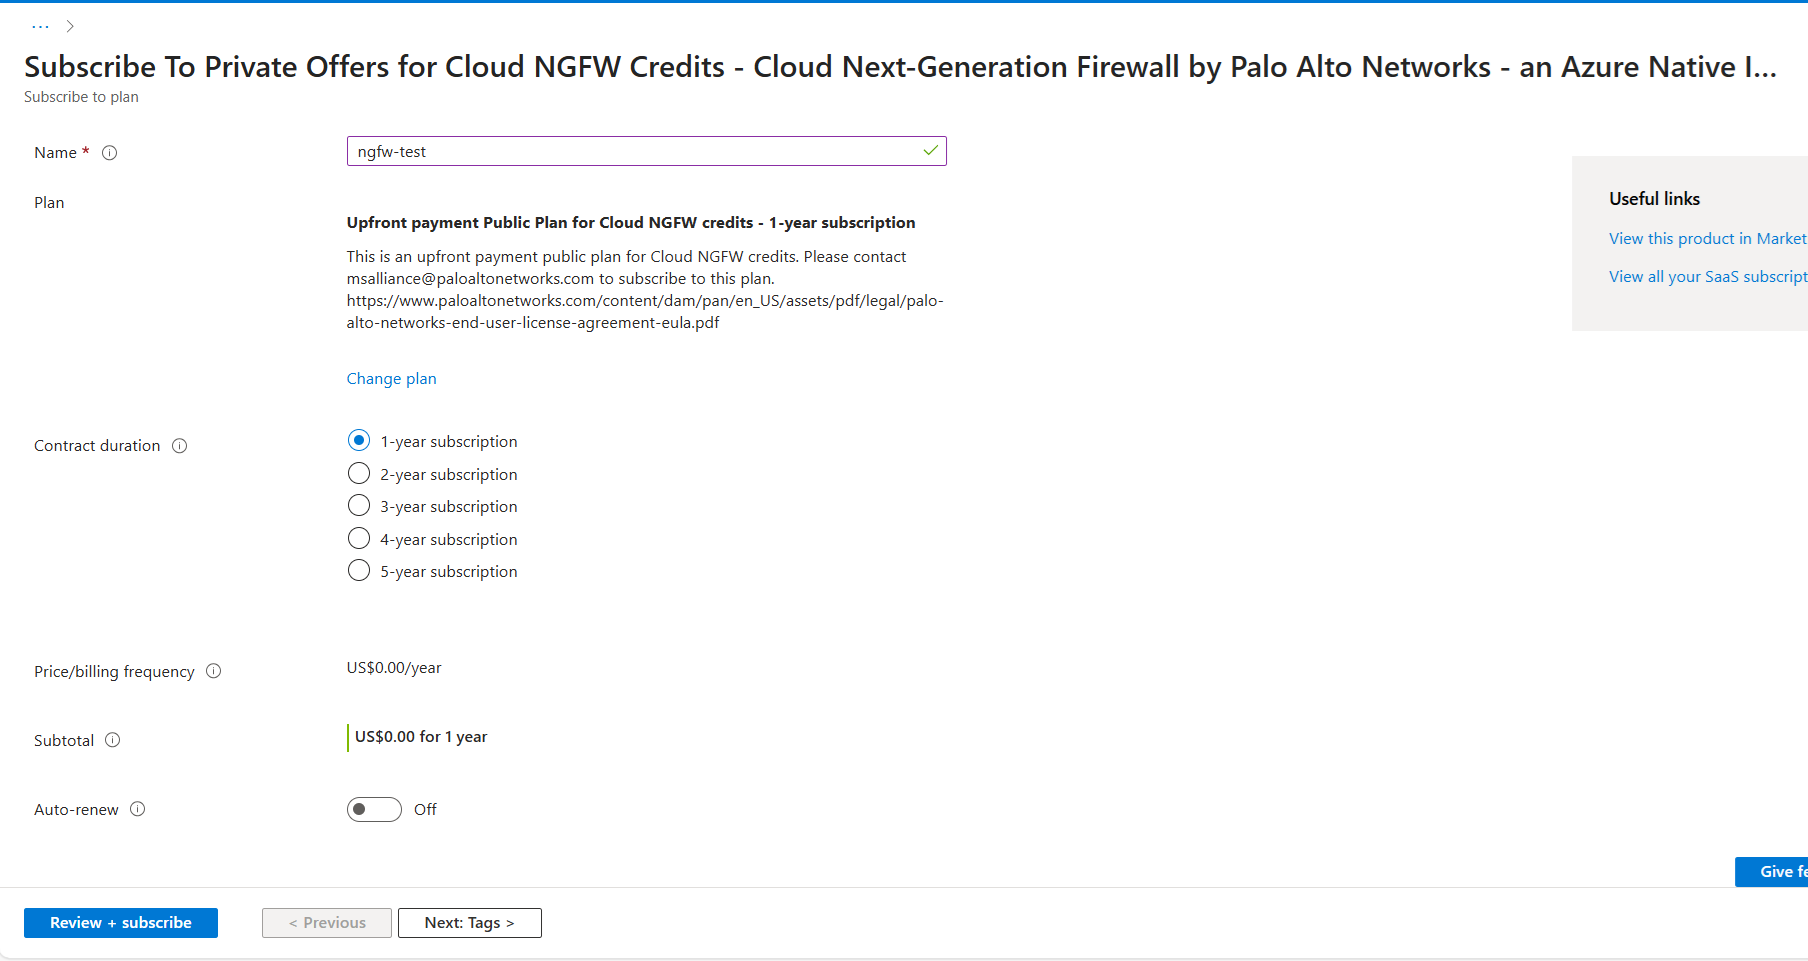 ...
Subscribe To Private Offers for Cloud NGFW Credits - Cloud Next-Generation Firewall by Palo Alto Networks - an Azure Native I...
Subscribe to plan
Name *
ngfw-test
Plan
Upfront payment Public Plan for Cloud NGFW credits - 1-year subscription
This is an upfront payment public plan for Cloud NGFW credits. Please contact
msalliance@paloaltonetworks.com to subscribe to this plan.
https://www.paloaltonetworks.com/content/dam/pan/en_US/assets/pdf/legal/palo-
alto-networks-end-user-license-agreement-eula.pdf
Change plan
Useful links
View this product in Market
View all your SaaS subscript
Contract duration
1-year subscription
2-year subscription
3-year subscription
4-year subscription
5-year subscription
Price/billing frequency
US$0.00/year
Subtotal
US$0.00 for 1 year
Auto-renew
Off
Give fe
Review + subscribe
< Previous
Next: Tags >